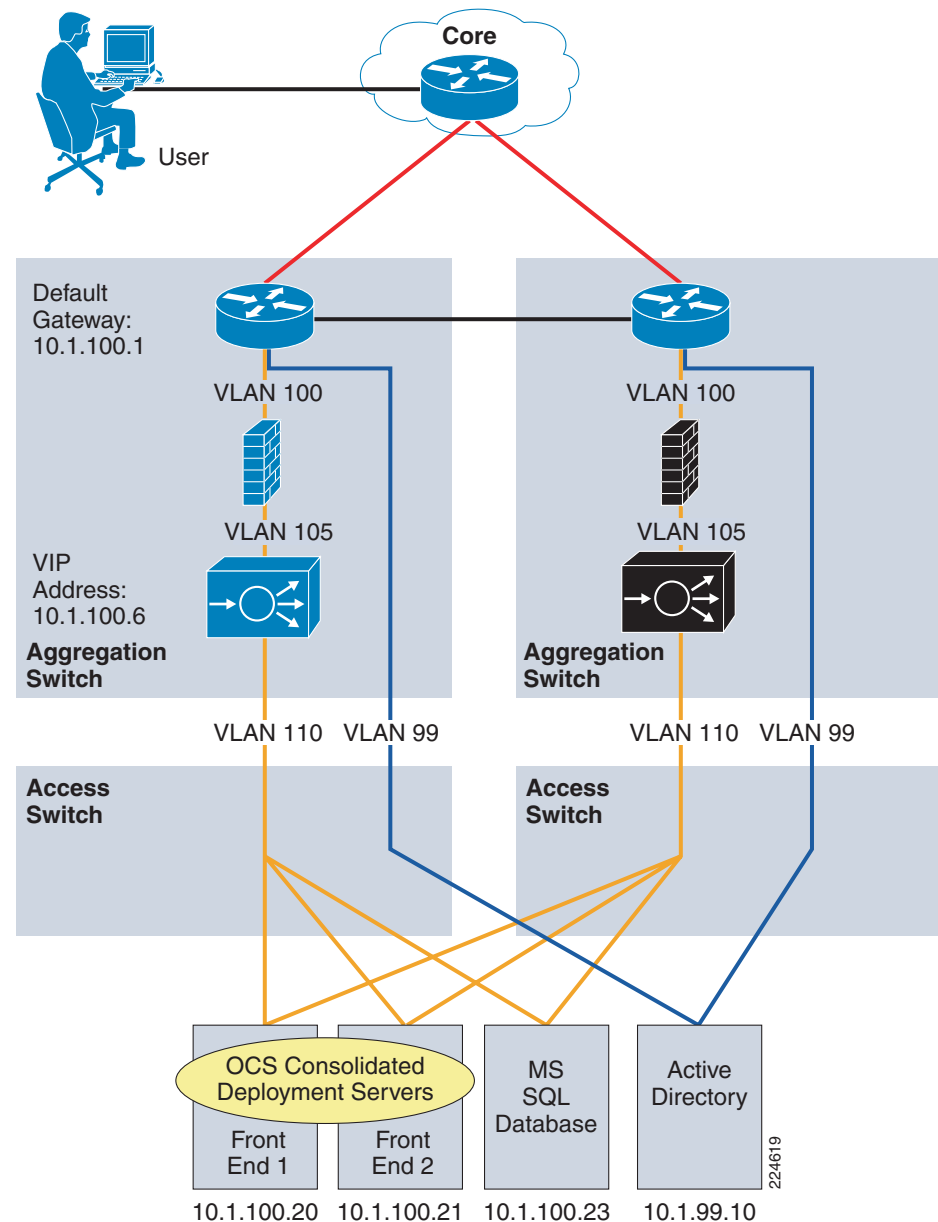 Core
User
Default
Gateway:
10.1.100.1
VLAN 100
VLAN 100
VLAN 105
VLAN 105
VIP
Address:
10.1.100.6
Aggregation
Switch
Aggregation
Switch
VLAN 110
VLAN 99
VLAN 110
VLAN 99
Access
Switch
Access
Switch
OCS Consolidated
Deployment Servers
Front
End 1
Front
End 2
MS
SQL
Database
Active
Directory
224619
10.1.100.20
10.1.100.21
10.1.100.23
10.1.99.10